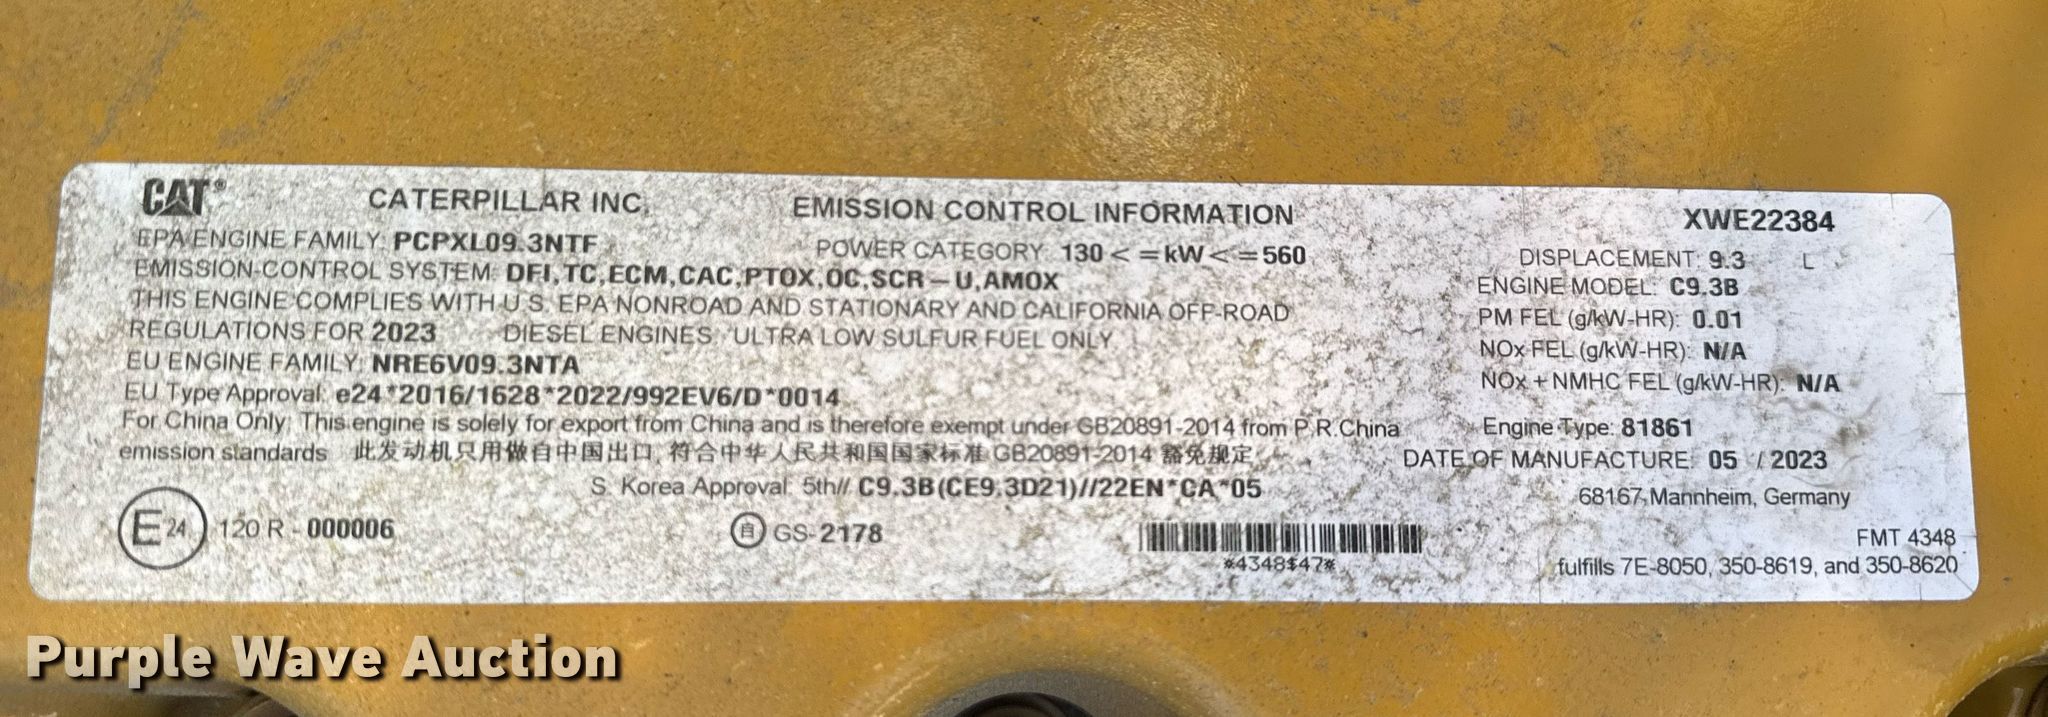 CAT® CATERPILLAR INC. EMISSION CONTROL INFORMATION XWE22384
EPA ENGINE FAMILY: PCPXL09.3NTF POWER CATEGORY 130 < =kW < =560 DISPLACEMENT: 9.3 L
EMISSION-CONTROL SYSTEM: DFI,TC,ECM,CAC,PTOX,OC,SCR-U,AMOX ENGINE MODEL: C9.3B
THIS ENGINE COMPLIES WITH U.S. EPA NONROAD AND STATIONARY AND CALIFORNIA OFF-ROAD PM FEL (g/kW-HR): 0.01
REGULATIONS FOR 2023 DIESEL ENGINES. ULTRA LOW SULFUR FUEL ONLY NOx FEL (g/kW-HR): N/A
EU ENGINE FAMILY: NRE6V09.3NTA NOx + NMHC FEL (g/kW-HR): N/A
EU Type Approval: e24*2016/1628*2022/992EV6/D*0014
For China Only: This engine is solely for export from China and is therefore exempt under GB20891-2014 from P.R.China Engine Type: 81861
emission standards 此发动机只用做自中国出口, 符合中华人民共和国国家标准 GB20891-2014 豁免规定 DATE OF MANUFACTURE: 05 / 2023
S. Korea Approval: 5th// C9.3B(CE9.3D21)//22EN*CA*05 68167 Mannheim, Germany
E24 120 R - 000006 自 GS-2178 FMT 4348
*4348$47* fulfills 7E-8050, 350-8619, and 350-8620
Purple Wave Auction